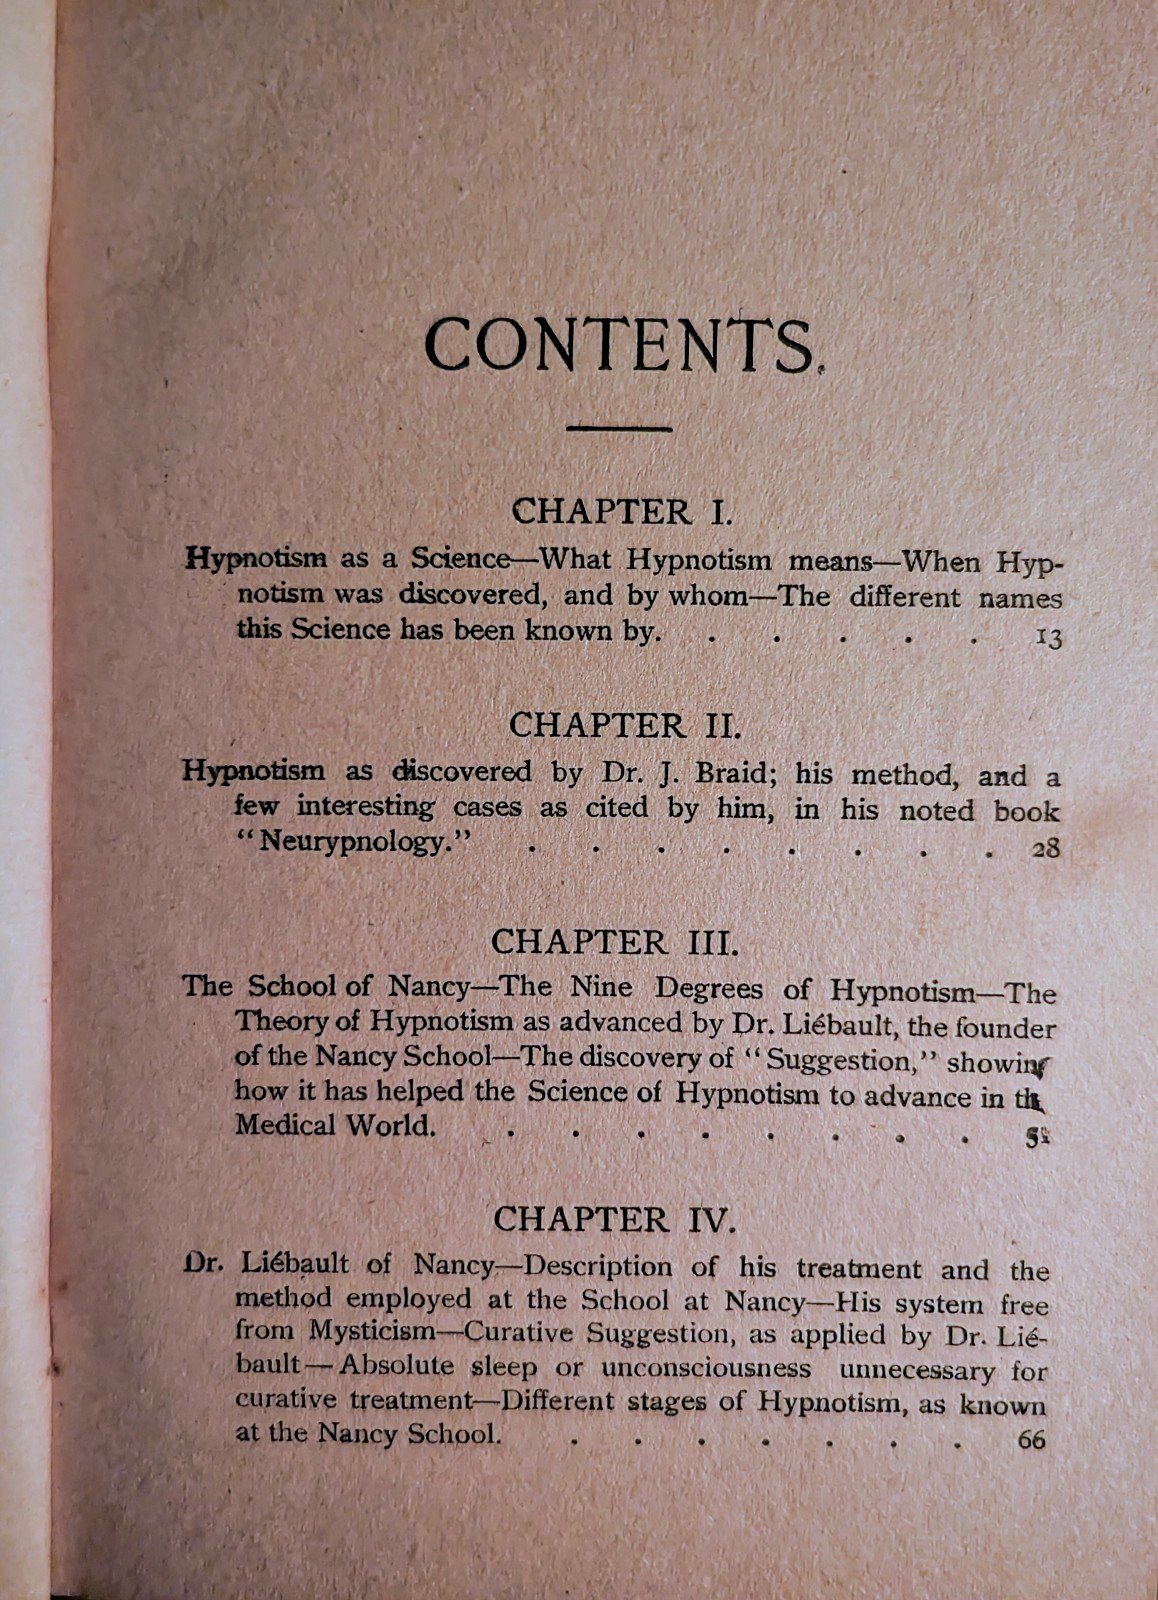 CONTENTS.
CHAPTER I.
Hypnotism as a Science—What Hypnotism means—When Hyp-
notism was discovered, and by whom—The different names
this Science has been known by. . . . . . 13
CHAPTER II.
Hypnotism as discovered by Dr. J. Braid; his method, and a
few interesting cases as cited by him, in his noted book
“Neurypnology.” . . . . . . . . 28
CHAPTER III.
The School of Nancy—The Nine Degrees of Hypnotism—The
Theory of Hypnotism as advanced by Dr. Liébault, the founder
of the Nancy School—The discovery of “Suggestion,” showing
how it has helped the Science of Hypnotism to advance in the
Medical World. . . . . . . . . 51
CHAPTER IV.
Dr. Liébault of Nancy—Description of his treatment and the
method employed at the School at Nancy—His system free
from Mysticism—Curative Suggestion, as applied by Dr. Lié-
bault—Absolute sleep or unconsciousness unnecessary for
curative treatment—Different stages of Hypnotism, as known
at the Nancy School. . . . . . . . 66